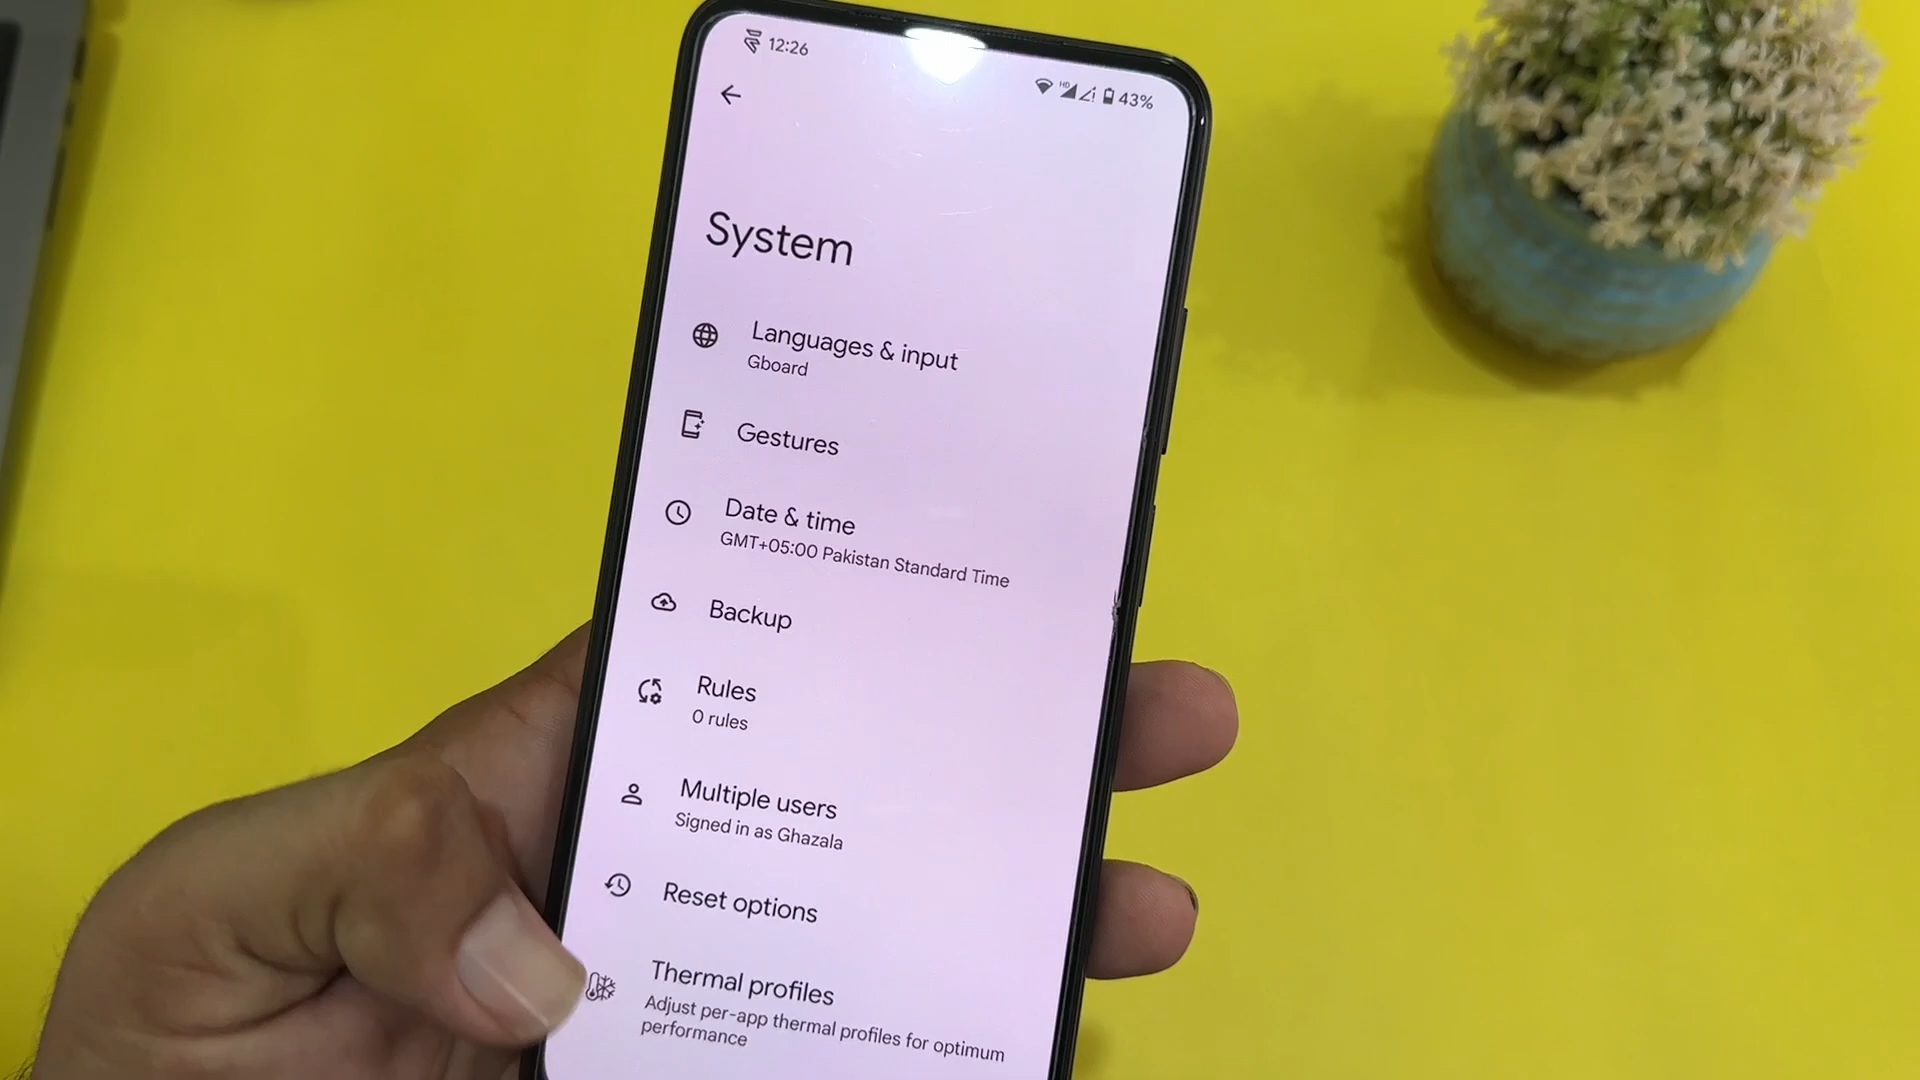 12:26
HD 43%
System
Languages & input
Gboard
Gestures
Date & time
GMT+05:00 Pakistan Standard Time
Backup
Rules
0 rules
Multiple users
Signed in as Ghazala
Reset options
Thermal profiles
Adjust per-app thermal profiles for optimum
performance